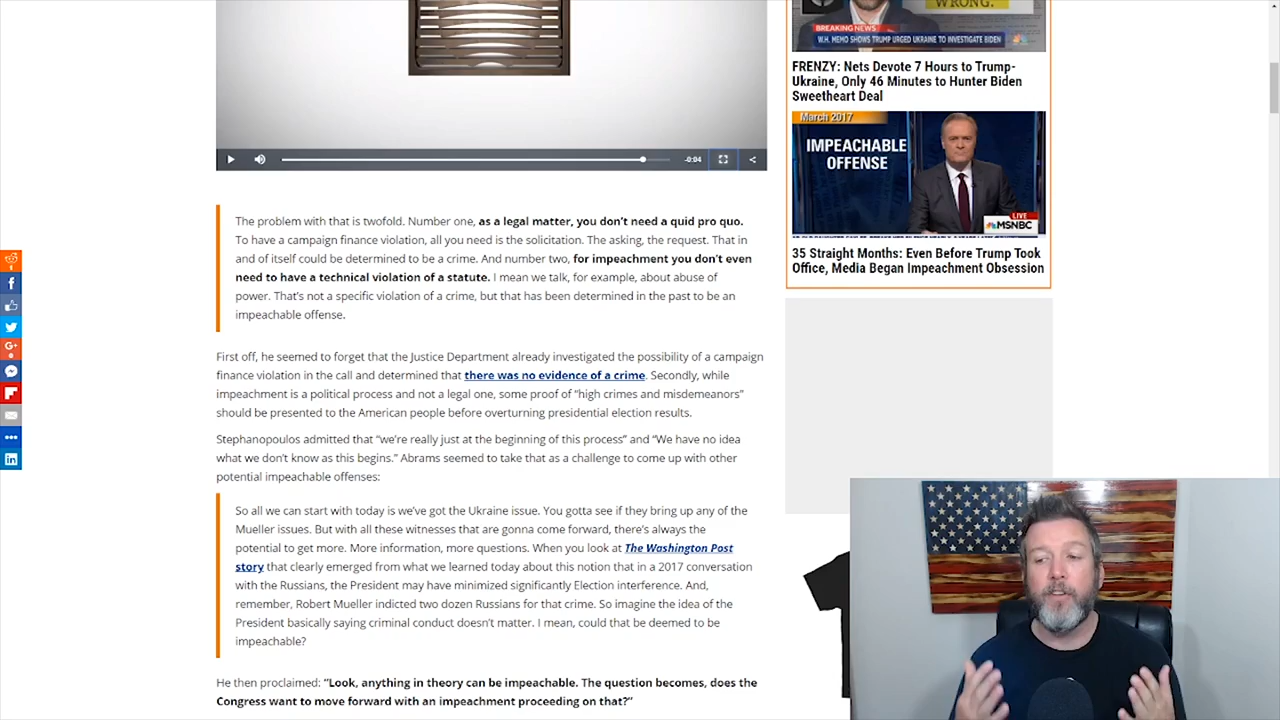 The problem with that is twofold. Number one, as a legal matter, you don’t need a quid pro quo.
To have a campaign finance violation, all you need is the solicitation. The asking, the request. That in
and of itself could be determined to be a crime. And number two, for impeachment you don’t even
need to have a technical violation of a statute. I mean we talk, for example, about abuse of
power. That’s not a specific violation of a crime, but that has been determined in the past to be an
impeachable offense.
First off, he seemed to forget that the Justice Department already investigated the possibility of a campaign
finance violation in the call and determined that there was no evidence of a crime. Secondly, while
impeachment is a political process and not a legal one, some proof of “high crimes and misdemeanors”
should be presented to the American people before overturning presidential election results.
Stephanopoulos admitted that “we’re really just at the beginning of this process” and “We have no idea
what we don’t know as this begins.” Abrams seemed to take that as a challenge to come up with other
potential impeachable offenses:
So all we can start with today is we’ve got the Ukraine issue. You gotta see if they bring up any of the
Mueller issues. But with all these witnesses that are gonna come forward, there’s always the
potential to get more. More information, more questions. When you look at The Washington Post
story that clearly emerged from what we learned today about this notion that in a 2017 conversation
with the Russians, the President may have minimized significantly Election interference. And,
remember, Robert Mueller indicted two dozen Russians for that crime. So imagine the idea of the
President basically saying criminal conduct doesn’t matter. I mean, could that be deemed to be
impeachable?
He then proclaimed: “Look, anything in theory can be impeachable. The question becomes, does the
Congress want to move forward with an impeachment proceeding on that?”
-0:04
WRONG.
BREAKING NEWS
W.H. MEMO SHOWS TRUMP URGED UKRAINE TO INVESTIGATE BIDEN
FRENZY: Nets Devote 7 Hours to Trump-
Ukraine, Only 46 Minutes to Hunter Biden
Sweetheart Deal
March 2017
IMPEACHABLE
OFFENSE
LIVE
MSNBC
35 Straight Months: Even Before Trump Took
Office, Media Began Impeachment Obsession